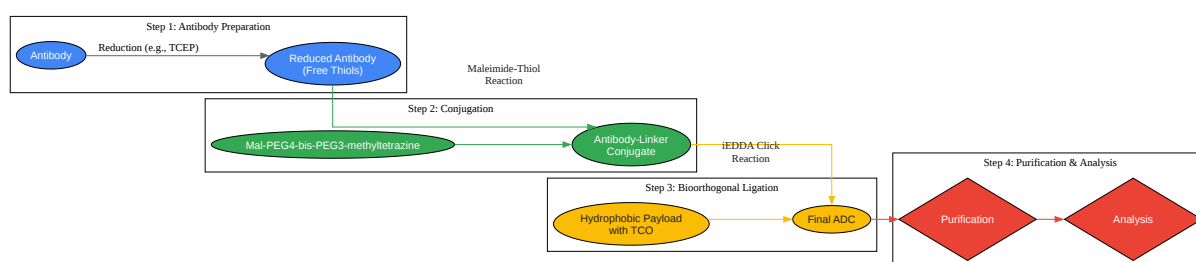 Step 1: Antibody Preparation
Antibody
Reduction (e.g., TCEP)
Reduced Antibody
(Free Thiols)
Maleimide-Thiol
Reaction
Step 2: Conjugation
Mal-PEG4-bis-PEG3-methyltetrazine
Antibody-Linker
Conjugate
iEDDA Click
Reaction
Step 3: Bioorthogonal Ligation
Hydrophobic Payload
with TCO
Final ADC
Step 4: Purification & Analysis
Purification
Analysis